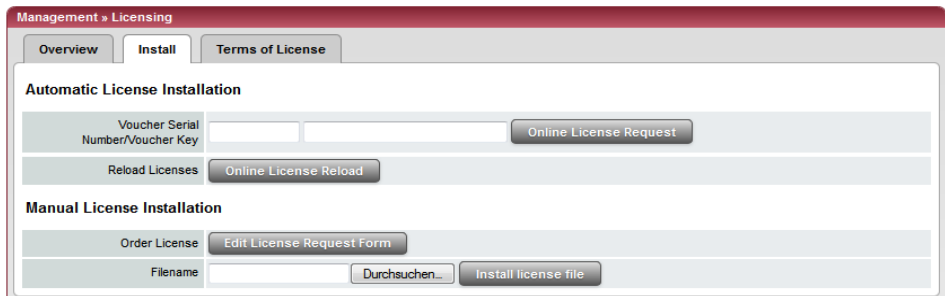 Management » Licensing
Overview Install Terms of License
Automatic License Installation
Voucher Serial
Number/Voucher Key Online License Request
Reload Licenses Online License Reload
Manual License Installation
Order License Edit License Request Form
Filename Durchsuchen... Install license file